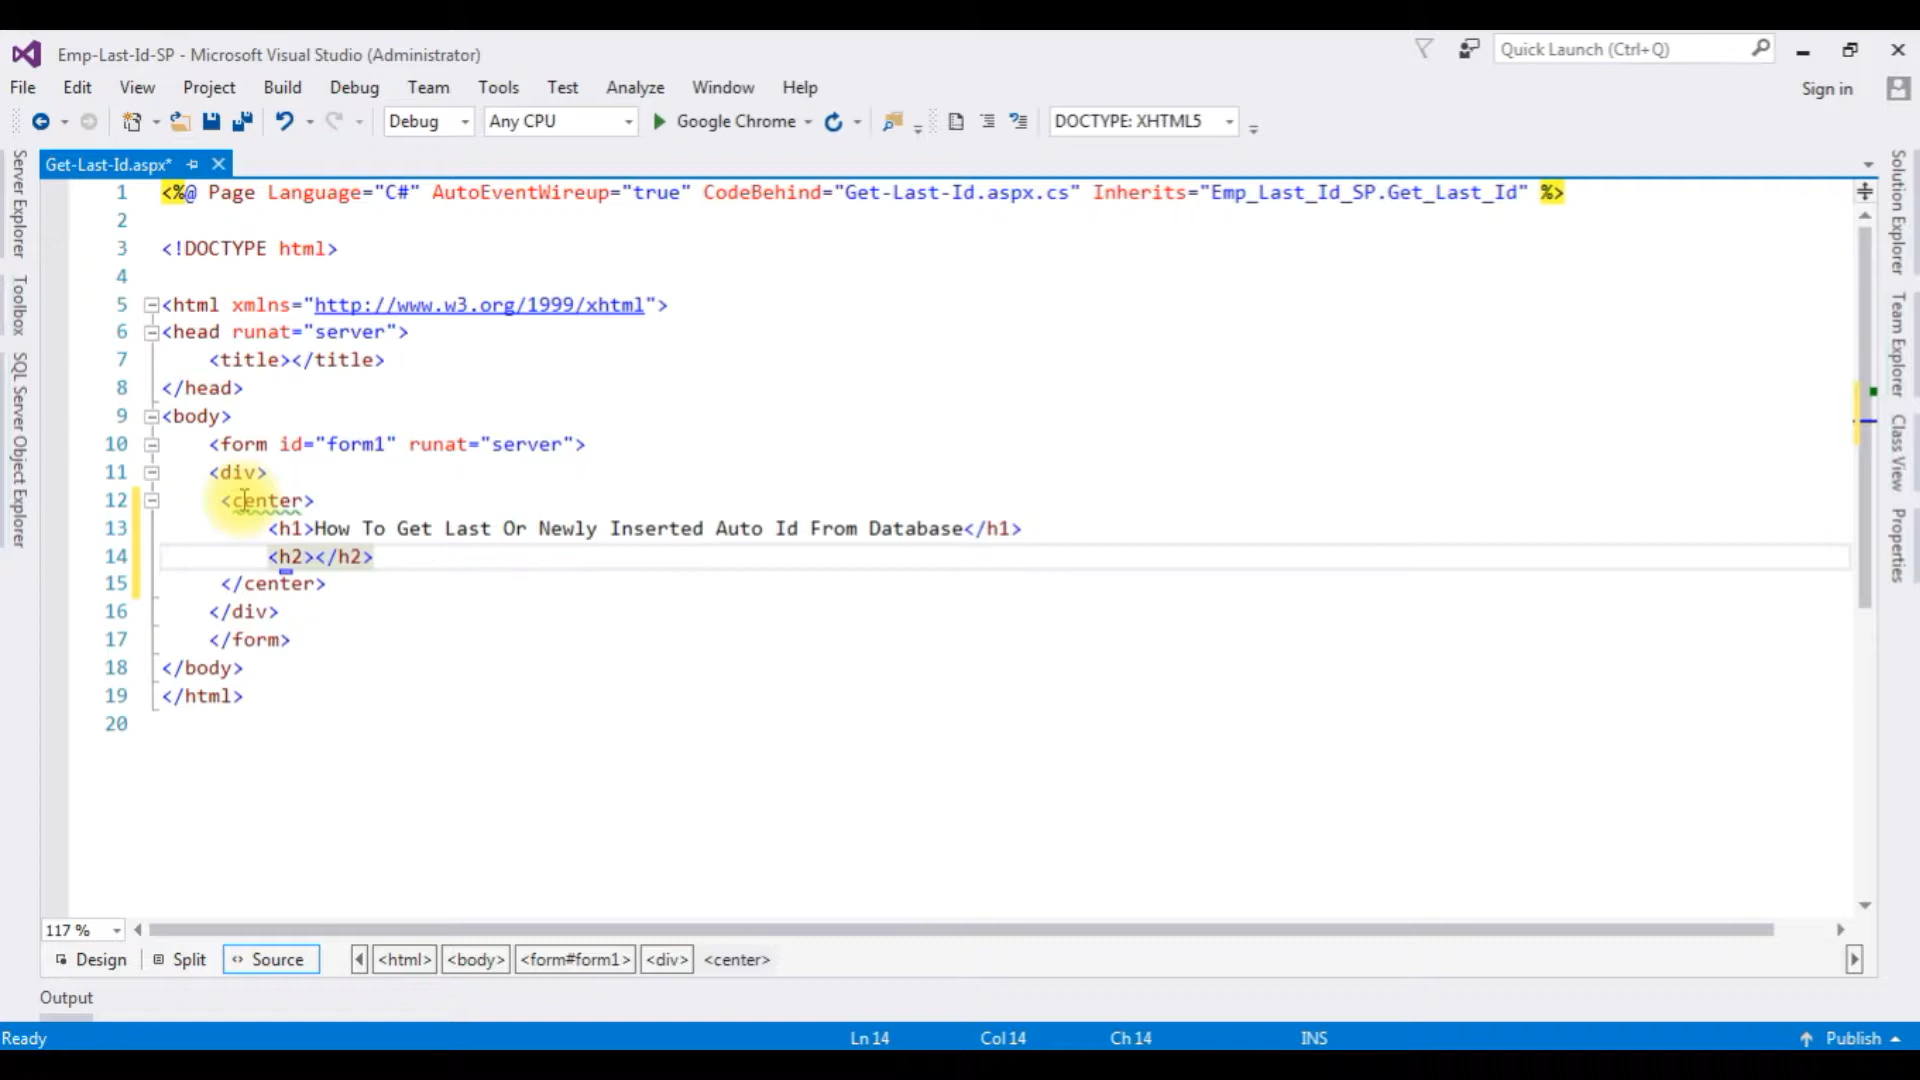 Emp-Last-Id-SP - Microsoft Visual Studio (Administrator)
Quick Launch (Ctrl+Q)
File Edit View Project Build Debug Team Tools Test Analyze Window Help
Sign in
Debug Any CPU Google Chrome DOCTYPE: XHTML5
Get-Last-Id.aspx*
Server Explorer
Toolbox
SQL Server Object Explorer
1 <%@ Page Language="C#" AutoEventWireup="true" CodeBehind="Get-Last-Id.aspx.cs" Inherits="Emp_Last_Id_SP.Get_Last_Id" %>
2
3 <!DOCTYPE html>
4
5 <html xmlns="http://www.w3.org/1999/xhtml">
6 <head runat="server">
7 <title></title>
8 </head>
9 <body>
10 <form id="form1" runat="server">
11 <div>
12 <center>
13 <h1>How To Get Last Or Newly Inserted Auto Id From Database</h1>
14 <h2></h2>
15 </center>
16 </div>
17 </form>
18 </body>
19 </html>
20
Solution Explorer
Team Explorer
Class View
Properties
117 %
Design Split Source <html> <body> <form#form1> <div> <center>
Output
Ready Ln 14 Col 14 Ch 14 INS Publish